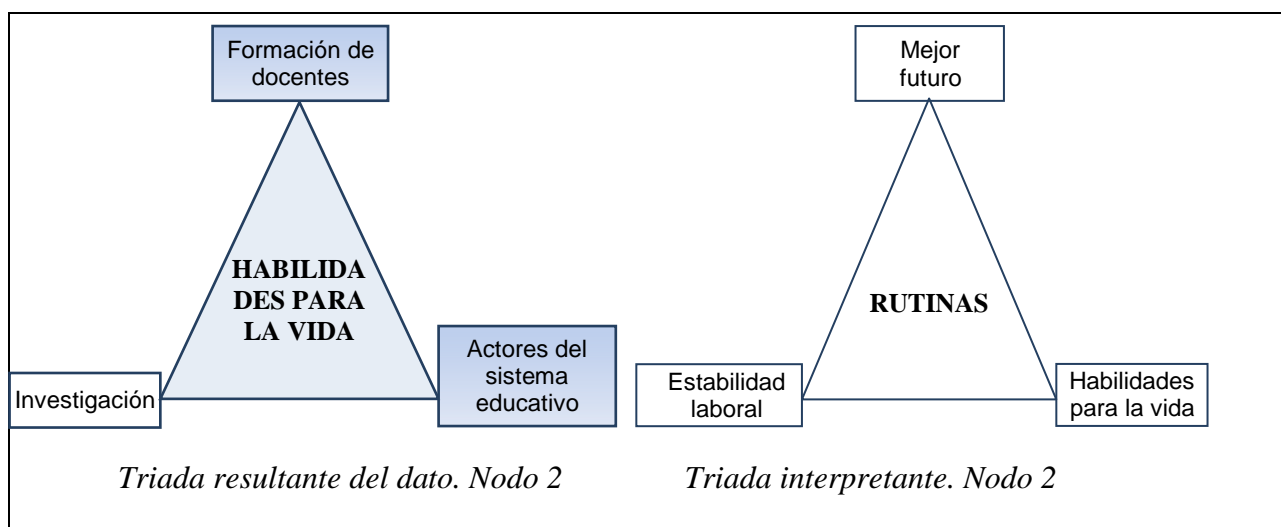 Formación de
docentes
HABILIDA
DES PARA
LA VIDA
Investigación
Actores del
sistema
educativo
Triada resultante del dato. Nodo 2
Mejor
futuro
RUTINAS
Estabilidad
laboral
Habilidades
para la vida
Triada interpretante. Nodo 2